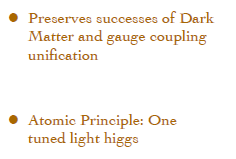 ● Preserves successes of Dark
Matter and gauge coupling
unification
● Atomic Principle: One
tuned light higgs